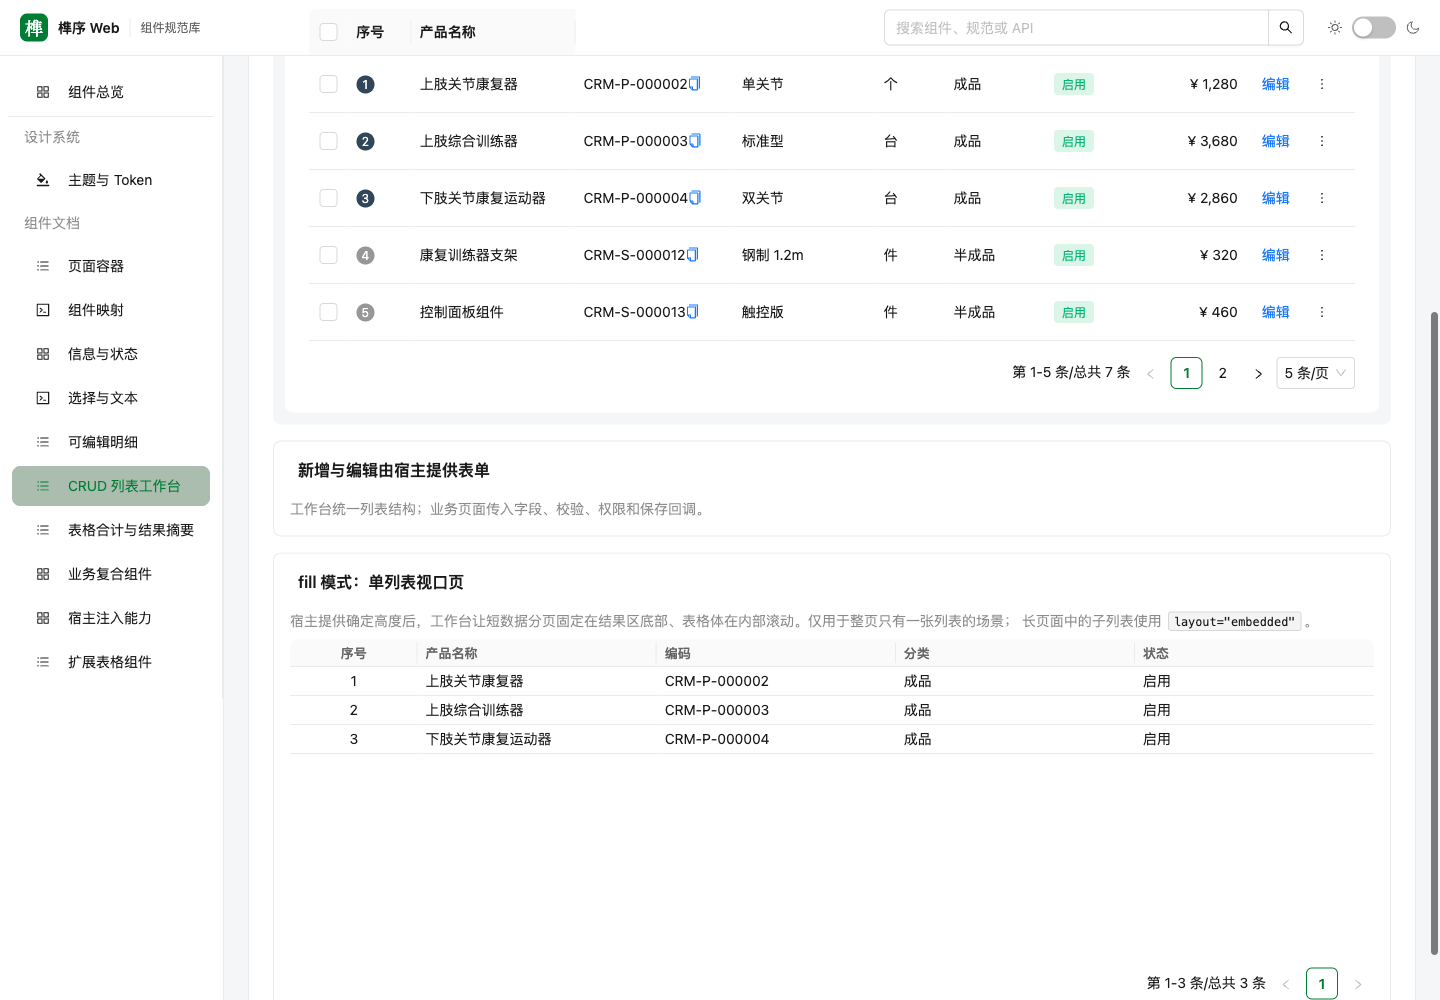 榫 榫序 Web 组件规范库 序号 产品名称 搜索组件、规范或 API
组件总览
设计系统
主题与 Token
组件文档
页面容器
组件映射
信息与状态
选择与文本
可编辑明细
CRUD 列表工作台
表格合计与结果摘要
业务复合组件
宿主注入能力
扩展表格组件
1 上肢关节康复器 CRM-P-000002 单关节 个 成品 启用 ¥ 1,280 编辑
2 上肢综合训练器 CRM-P-000003 标准型 台 成品 启用 ¥ 3,680 编辑
3 下肢关节康复运动器 CRM-P-000004 双关节 台 成品 启用 ¥ 2,860 编辑
4 康复训练器支架 CRM-S-000012 钢制 1.2m 件 半成品 启用 ¥ 320 编辑
5 控制面板组件 CRM-S-000013 触控版 件 半成品 启用 ¥ 460 编辑
第 1-5 条/总共 7 条 1 2 5 条/页
新增与编辑由宿主提供表单
工作台统一列表结构；业务页面传入字段、校验、权限和保存回调。
fill 模式：单列表视口页
宿主提供确定高度后，工作台让短数据分页固定在结果区底部、表格体在内部滚动。仅用于整页只有一张列表的场景； 长页面中的子列表使用 layout="embedded" 。
序号 产品名称 编码 分类 状态
1 上肢关节康复器 CRM-P-000002 成品 启用
2 上肢综合训练器 CRM-P-000003 成品 启用
3 下肢关节康复运动器 CRM-P-000004 成品 启用
第 1-3 条/总共 3 条 1